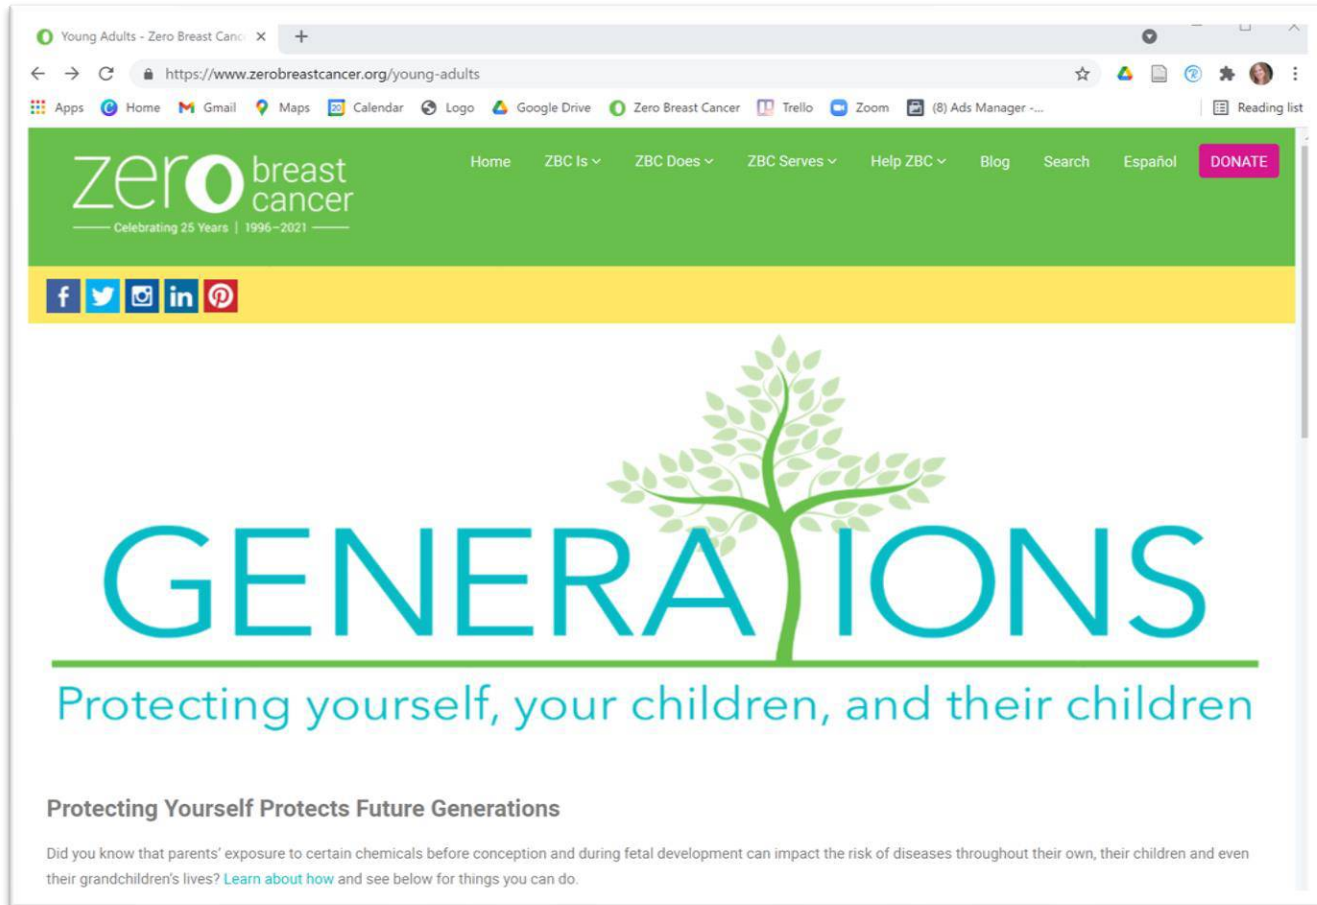 Young Adults - Zero Breast Canc
https://www.zerobreastcancer.org/young-adults
Apps Home Gmail Maps 20 Calendar Logo Google Drive Zero Breast Cancer Trello Zoom (8) Ads Manager -... Reading list
zero breast cancer
Celebrating 25 Years | 1996–2021
Home ZBC Is ZBC Does ZBC Serves Help ZBC Blog Search Español DONATE
GENERATIONS
Protecting yourself, your children, and their children
Protecting Yourself Protects Future Generations
Did you know that parents' exposure to certain chemicals before conception and during fetal development can impact the risk of diseases throughout their own, their children and even
their grandchildren's lives? Learn about how and see below for things you can do.